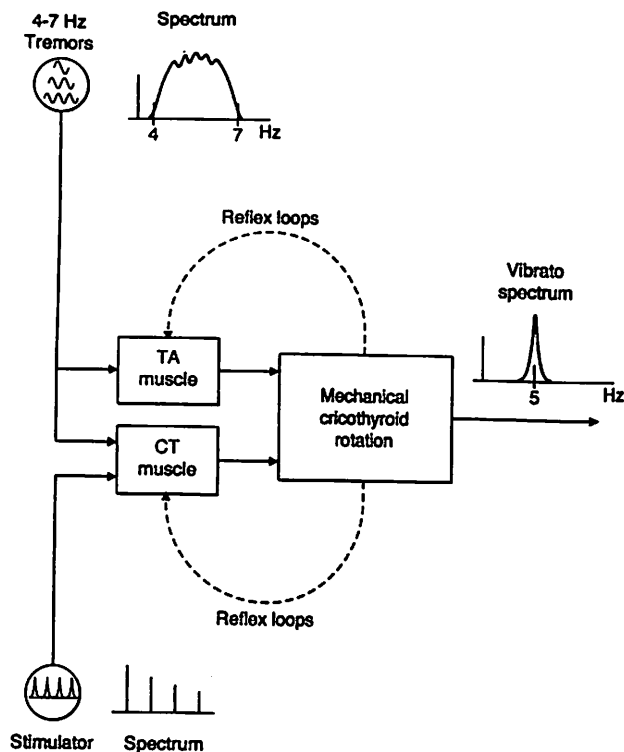 4-7 Hz
Tremors
Spectrum
4
7
Hz
Reflex loops
Vibrato
spectrum
5
Hz
TA
muscle
Mechanical
cricothyroid
rotation
CT
muscle
Reflex loops
Stimulator
Spectrum